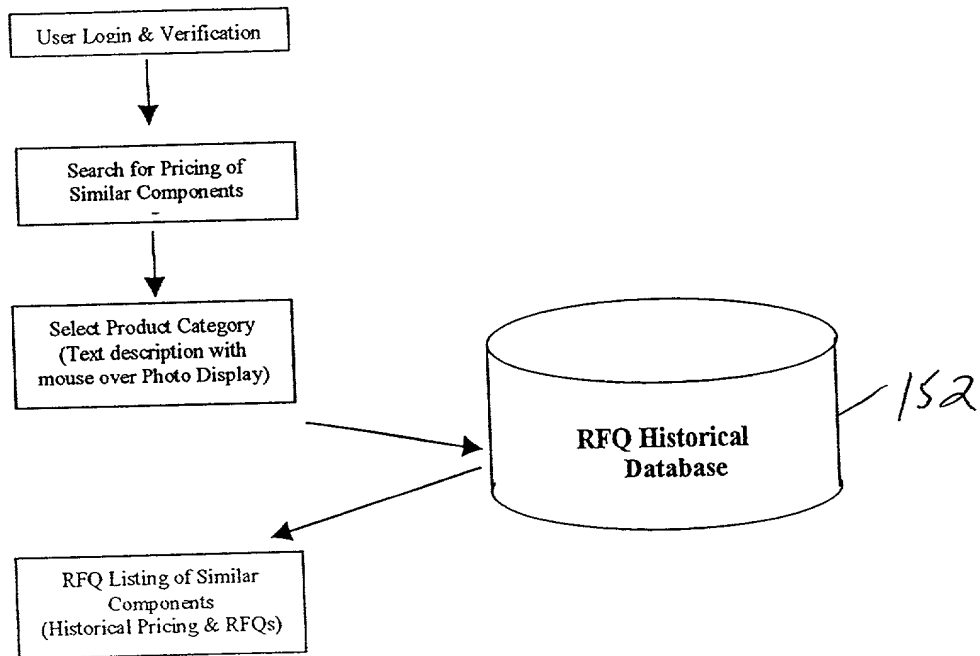 User Login & Verification
Search for Pricing of
Similar Components
-
Select Product Category
(Text description with
mouse over Photo Display)
RFQ Historical
Database
152
RFQ Listing of Similar
Components
(Historical Pricing & RFQs)